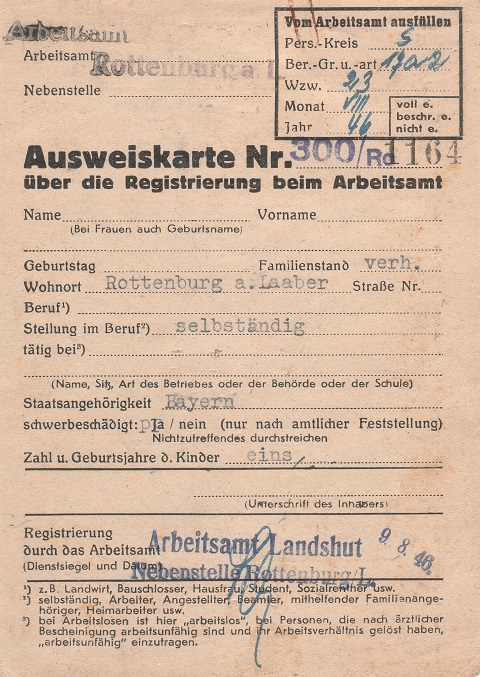 Arbeitsamt
Vom Arbeitsamt ausfüllen
Arbeitsamt Rottenburg a. L.
Pers.-Kreis S
Ber.-Gr. u. -art 19a2
Nebenstelle
Wzw. 23
Monat VIII
voll e.
beschr. e.
nicht e.
Jahr 46
Ausweiskarte Nr. 300/Ro 1164
über die Registrierung beim Arbeitsamt
Name Vorname
(Bei Frauen auch Geburtsname)
Geburtstag Familienstand verh.
Wohnort Rottenburg a.Laaber Straße Nr.
Beruf¹)
Stellung im Beruf²) selbständig
tätig bei³)
(Name, Sitz, Art des Betriebes oder der Behörde oder der Schule)
Staatsangehörigkeit Bayern
schwerbeschädigt: ja / nein (nur nach amtlicher Feststellung)
Nichtzutreffendes durchstreichen
Zahl u. Geburtsjahre d. Kinder eins
(Unterschrift des Inhabers)
Registrierung
durch das Arbeitsamt
(Dienstsiegel und Datum)
Arbeitsamt Landshut
Nebenstelle Rottenburg/L.
9. 8. 46.
¹) z. B. Landwirt, Bauschlosser, Hausfrau, Student, Sozialrentner usw.
²) selbständig, Arbeiter, Angestellter, Beamter, mithelfender Familienange-
höriger, Heimarbeiter usw.
³) bei Arbeitslosen ist hier „arbeitslos", bei Personen, die nach ärztlicher
Bescheinigung arbeitsunfähig sind und ihr Arbeitsverhältnis gelöst haben,
„arbeitsunfähig" einzutragen.